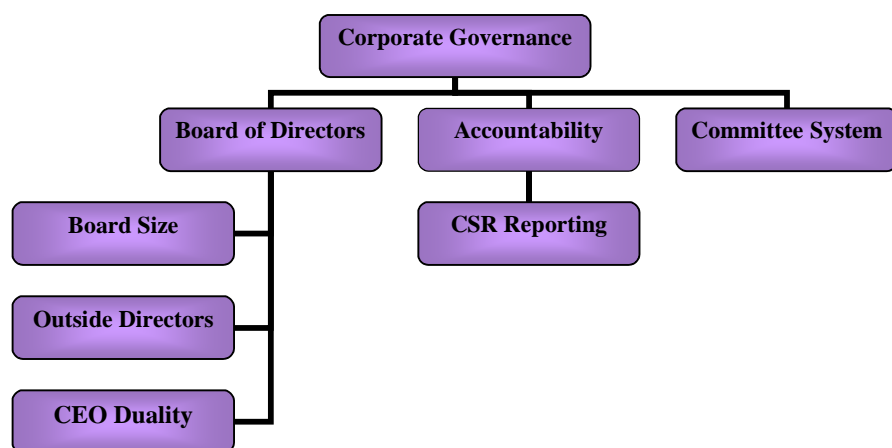 Corporate Governance
Board of Directors
Accountability
Committee System
Board Size
CSR Reporting
Outside Directors
CEO Duality